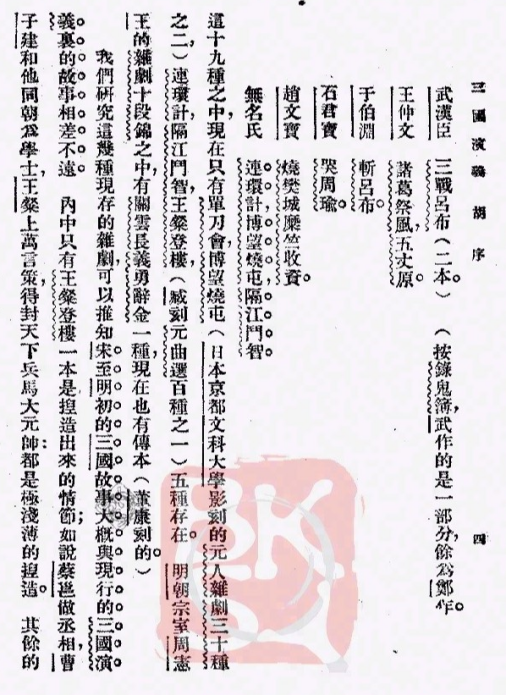 三國演義胡序 四
武漢臣 三戰呂布(二本。)(按錄鬼簿,武作的是一部分,餘為鄭作。
王仲文 諸葛祭風,五丈原。
于伯淵 斬呂布。
石君寶 哭周瑜。
趙文寶 燒樊城糜竺收資。
無名氏 連環計,博望燒屯,隔江鬥智。
這十九種之中,現在只有單刀會,博望燒屯(日本京都文科大學影刻的元人雜劇三十種
之二,)連環計,隔江鬥智,王粲登樓,(臧刻元曲選百種之一)五種存在。明朝宗室周憲
王的雜劇十段錦之中,有關雲長義勇辭金一種,現在也有傳本(董康刻的。)
我們研究這幾種現存的雜劇,可以推知宋至明初的三國故事大概與現行的三國演
義裏的故事相差不遠。內中只有王粲登樓一本是捏造出來的情節;如說蔡邕做丞相,曹
子建和他同朝為學士,王粲上萬言策,得封天下兵馬大元帥:都是極淺薄的捏造。其餘的